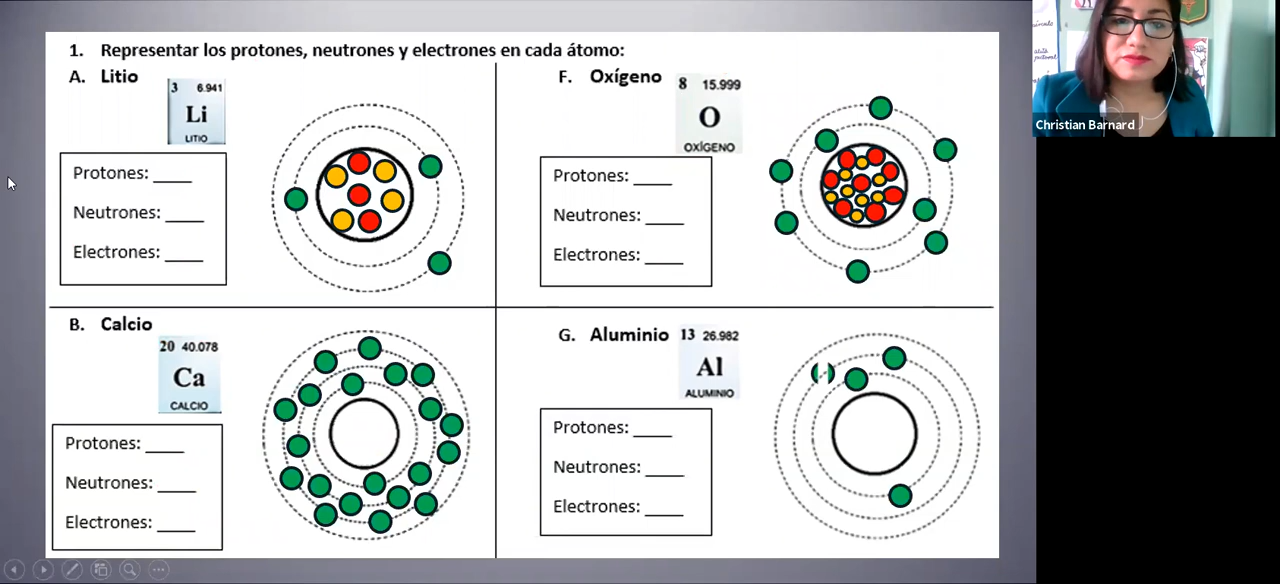 1. Representar los protones, neutrones y electrones en cada átomo:
A. Litio
3 6.941
Li
LITIO
Protones: ____
Neutrones: ____
Electrones: ____
F. Oxígeno
8 15.999
O
OXÍGENO
Protones: ____
Neutrones: ____
Electrones: ____
B. Calcio
20 40.078
Ca
CALCIO
Protones: ____
Neutrones: ____
Electrones: ____
G. Aluminio
13 26.982
Al
ALUMINIO
Protones: ____
Neutrones: ____
Electrones: ____
Christian Barnard